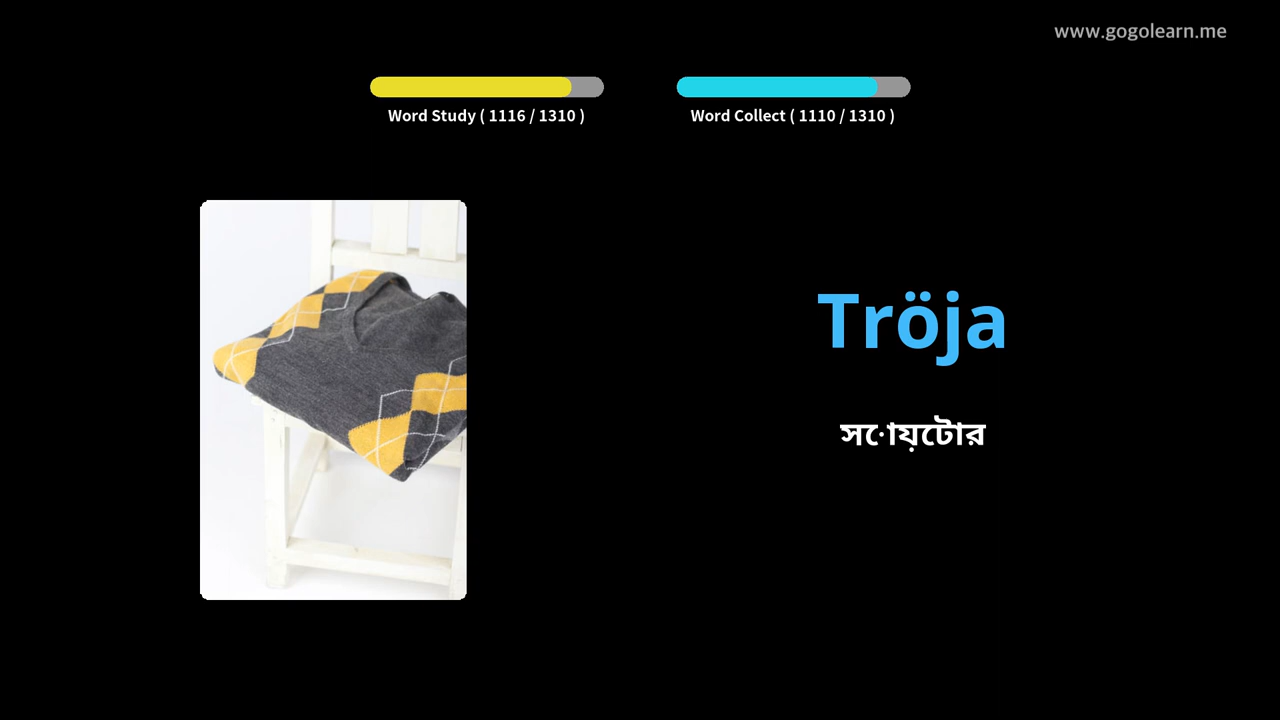 www.gogolearn.me
Word Study ( 1116 / 1310 )
Word Collect ( 1110 / 1310 )
Tröja
সোয়েটার